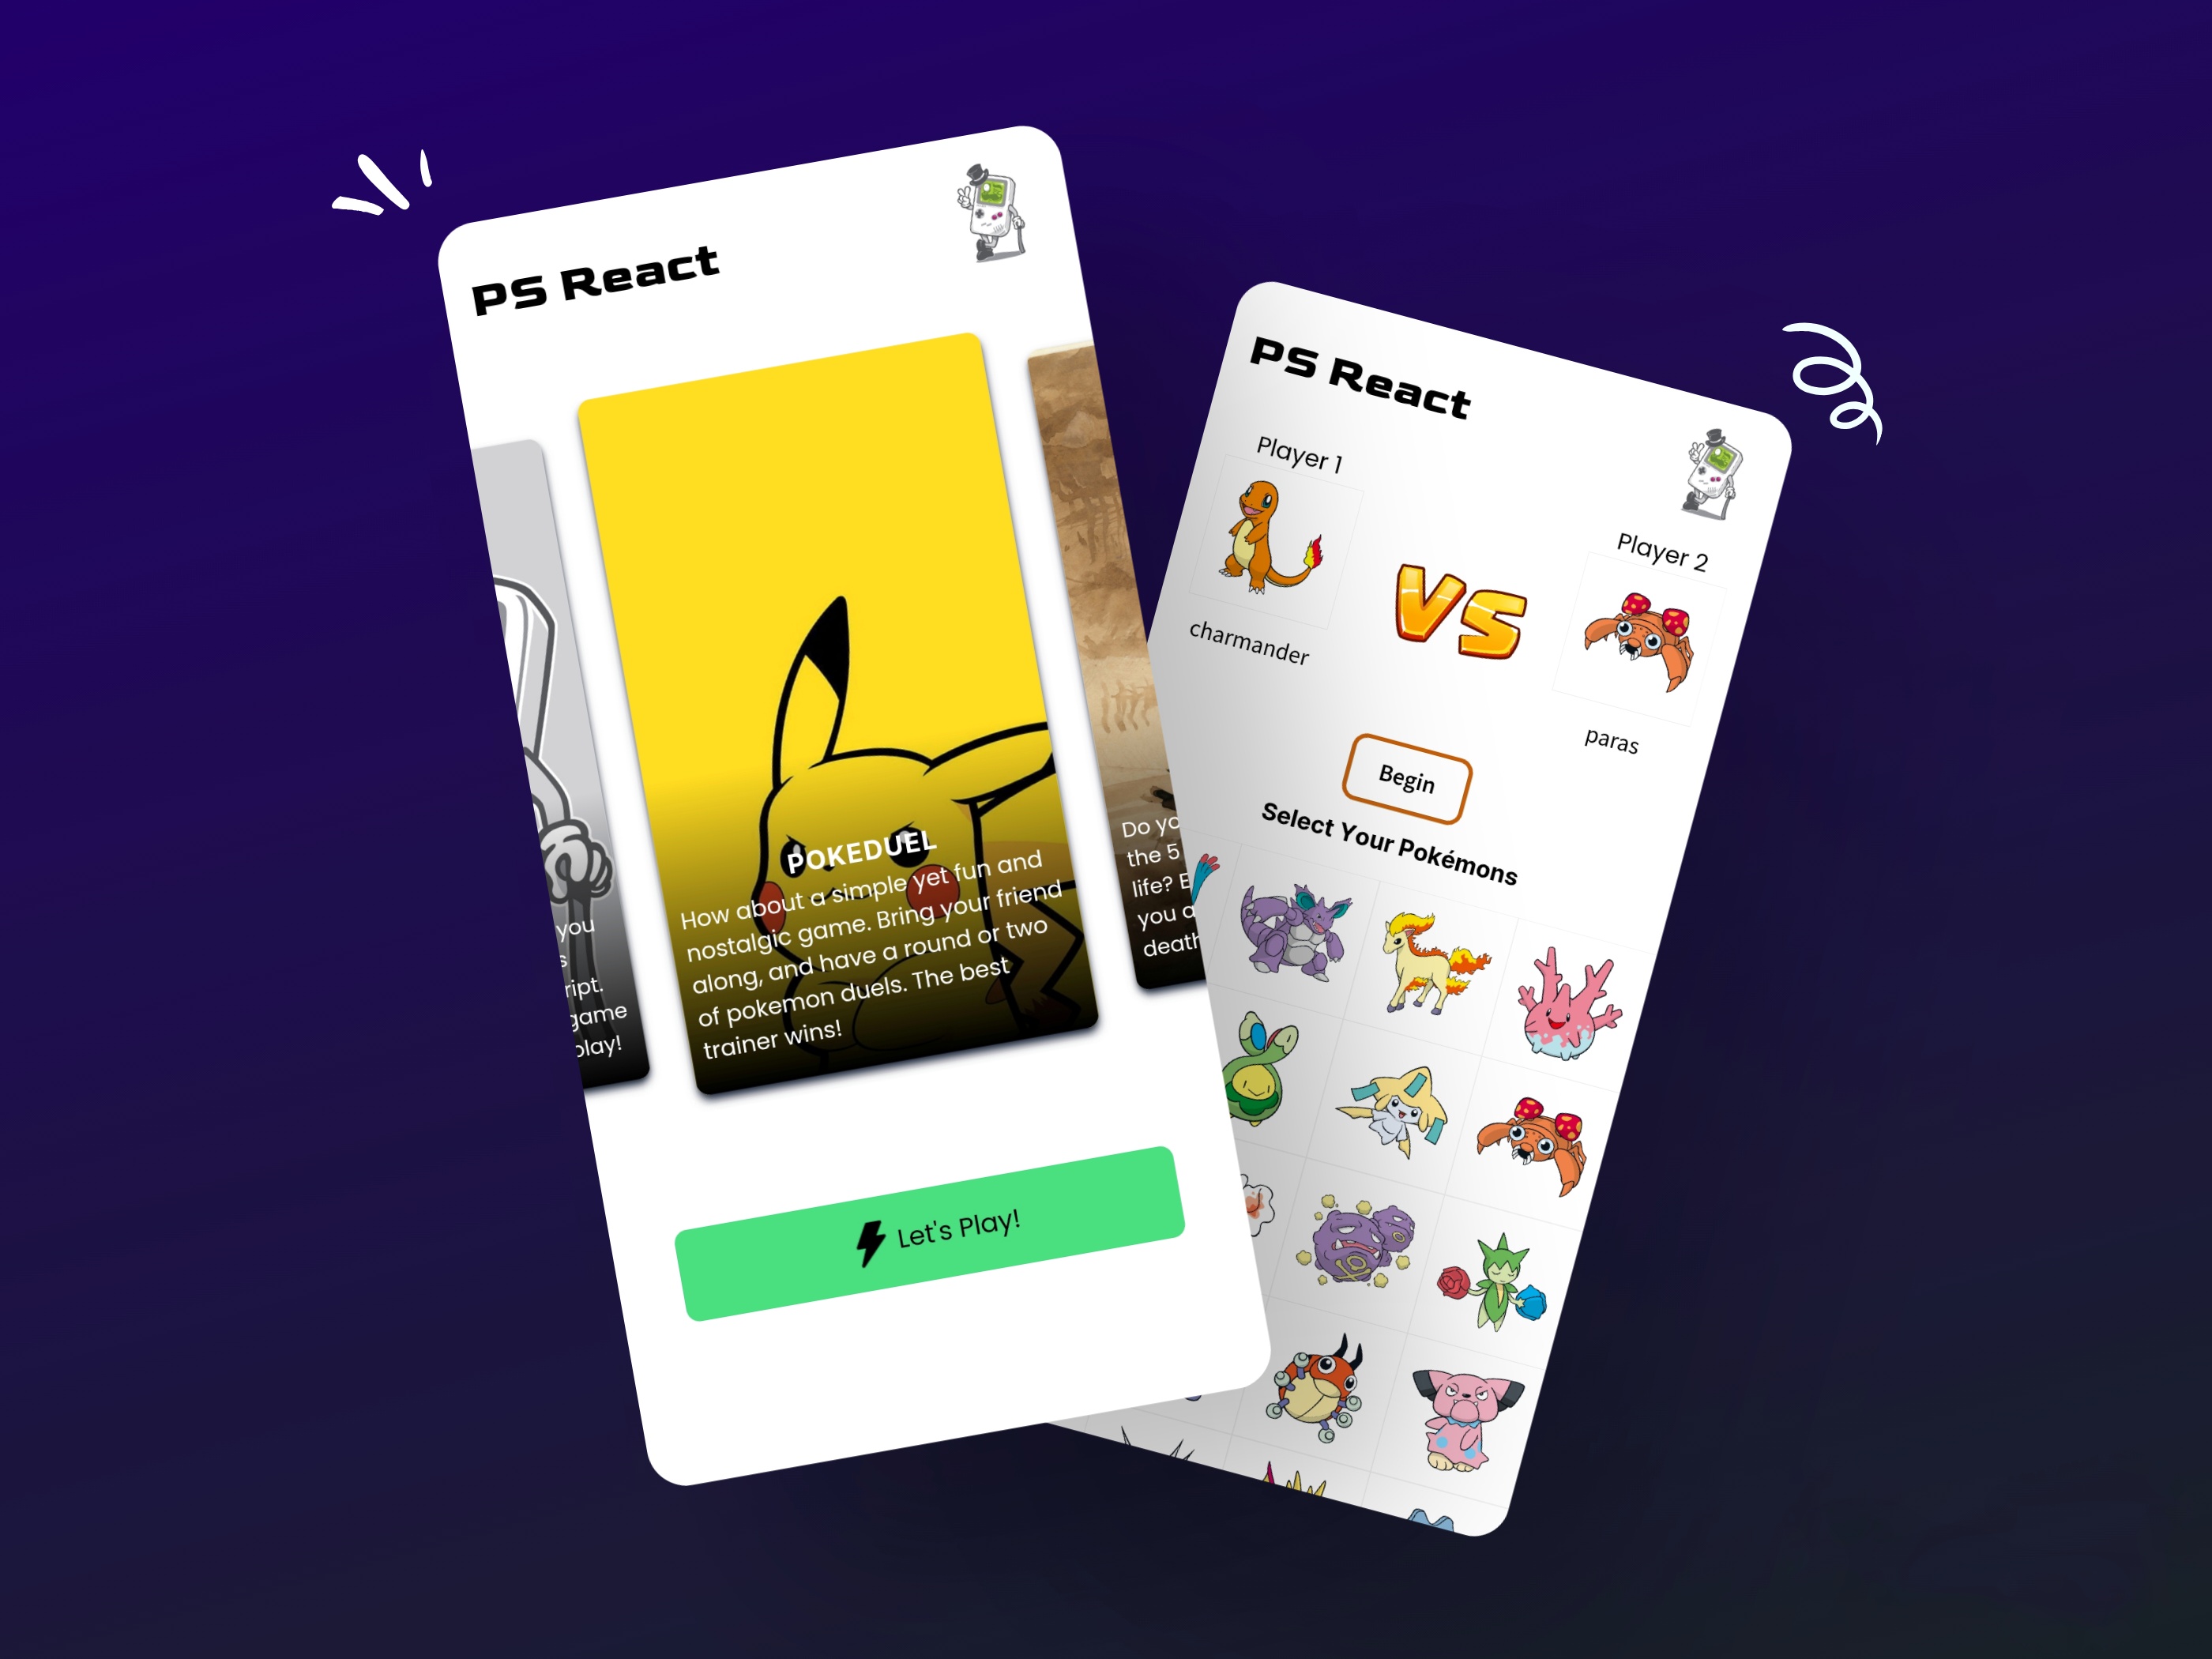 PS React
you
s
ript.
game
play!
POKEDUEL
How about a simple yet fun and
nostalgic game. Bring your friend
along, and have a round or two
of pokemon duels. The best
trainer wins!
Do yo
the 5
life? E
you a
death
Let's Play!
PS React
Player 1
charmander
VS
Player 2
paras
Begin
Select Your Pokémons